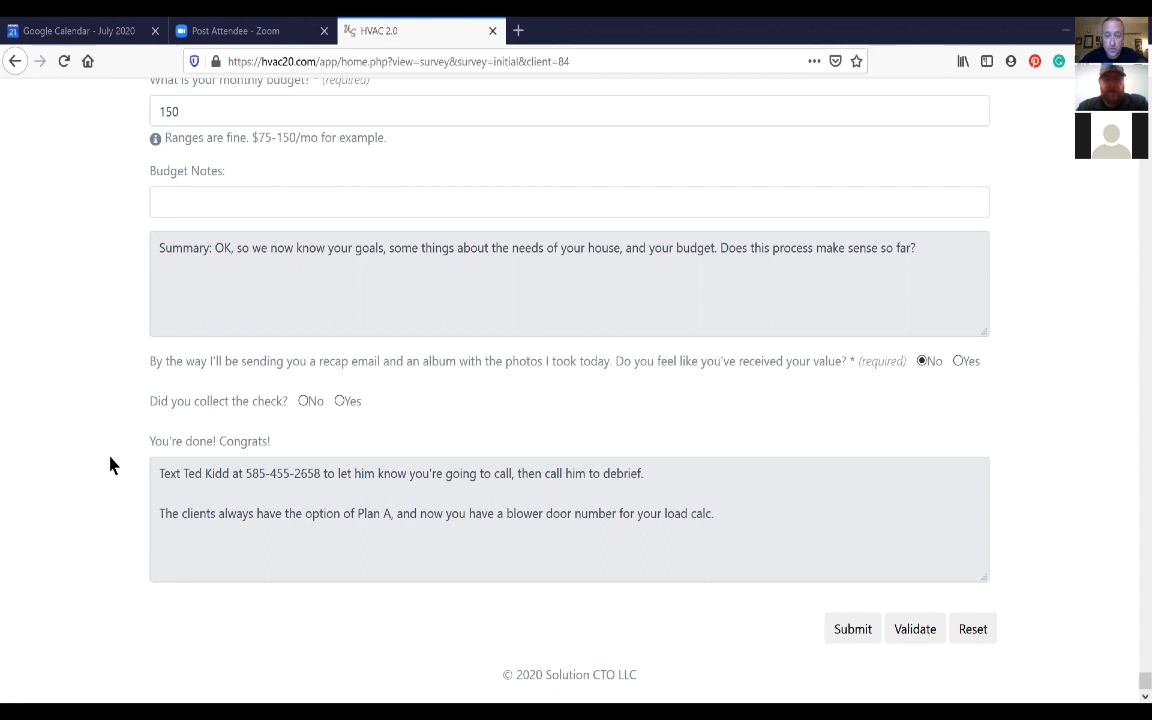 Google Calendar - July 2020
Post Attendee - Zoom
HVAC 2.0
https://hvac20.com/app/home.php?view=survey&survey=initial&client=84
What is your monthly budget? * (required)
150
Ranges are fine. $75-150/mo for example.
Budget Notes:
Summary: OK, so we now know your goals, some things about the needs of your house, and your budget. Does this process make sense so far?
By the way I'll be sending you a recap email and an album with the photos I took today. Do you feel like you've received your value? * (required) No Yes
Did you collect the check? No Yes
You're done! Congrats!
Text Ted Kidd at 585-455-2658 to let him know you're going to call, then call him to debrief.
The clients always have the option of Plan A, and now you have a blower door number for your load calc.
Submit Validate Reset
© 2020 Solution CTO LLC